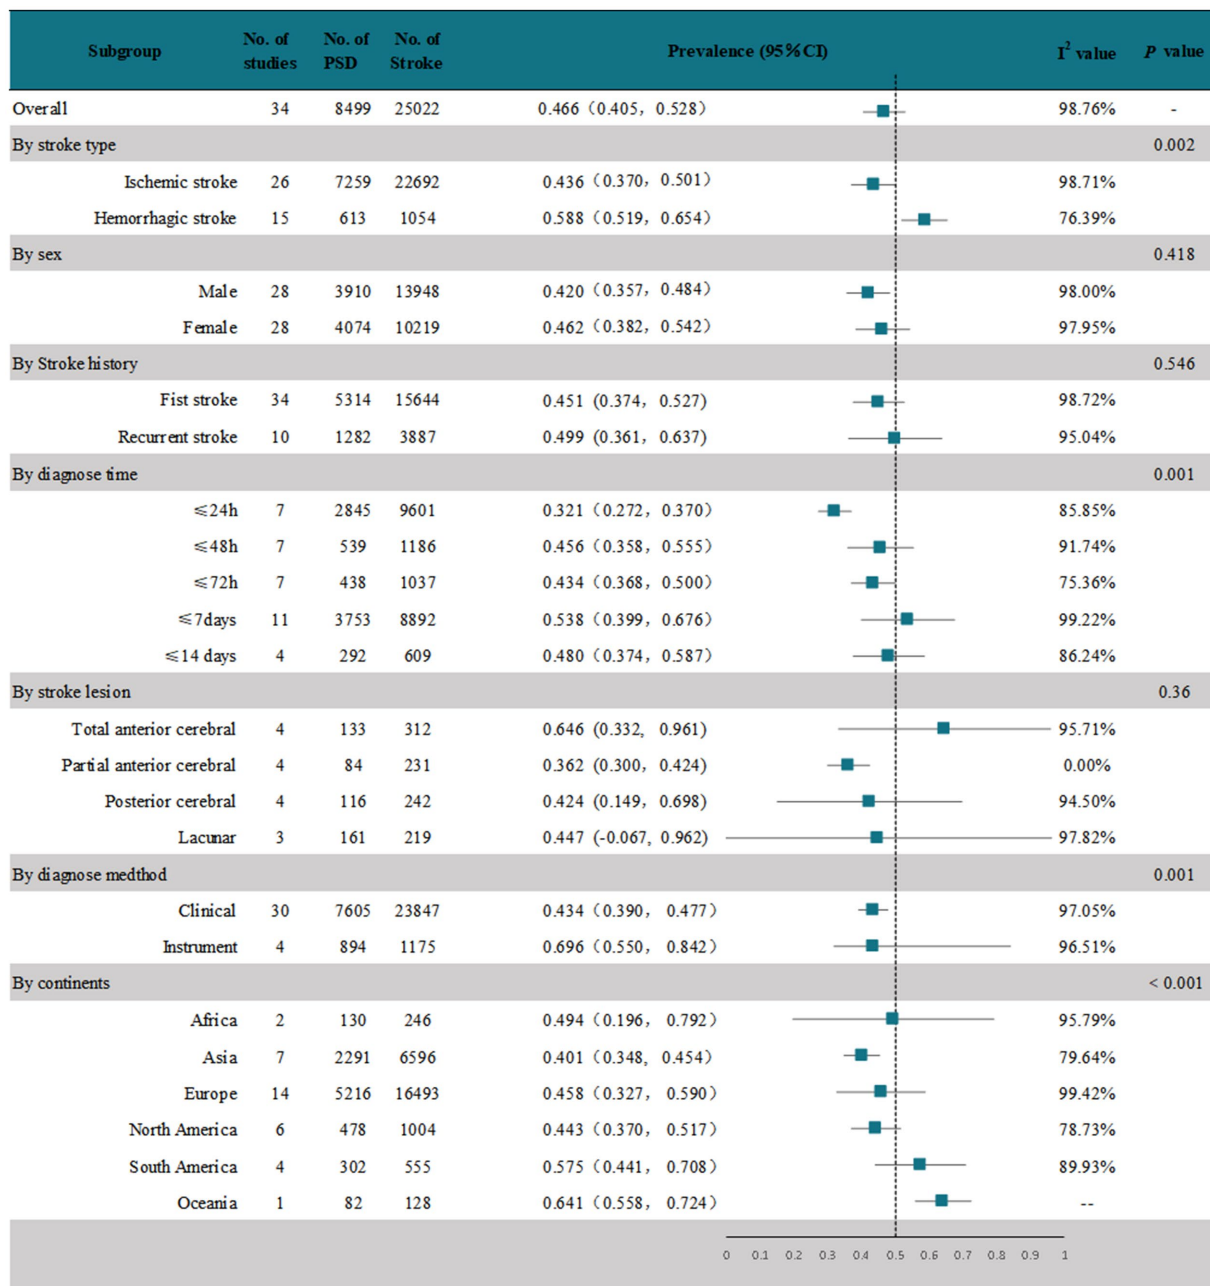 Subgroup No. of studies No. of PSD No. of Stroke Prevalence (95%CI) I² value P value
Overall 34 8499 25022 0.466 (0.405, 0.528) 98.76% -
By stroke type 0.002
Ischemic stroke 26 7259 22692 0.436 (0.370, 0.501) 98.71%
Hemorrhagic stroke 15 613 1054 0.588 (0.519, 0.654) 76.39%
By sex 0.418
Male 28 3910 13948 0.420 (0.357, 0.484) 98.00%
Female 28 4074 10219 0.462 (0.382, 0.542) 97.95%
By Stroke history 0.546
Fist stroke 34 5314 15644 0.451 (0.374, 0.527) 98.72%
Recurrent stroke 10 1282 3887 0.499 (0.361, 0.637) 95.04%
By diagnose time 0.001
≤24h 7 2845 9601 0.321 (0.272, 0.370) 85.85%
≤48h 7 539 1186 0.456 (0.358, 0.555) 91.74%
≤72h 7 438 1037 0.434 (0.368, 0.500) 75.36%
≤7days 11 3753 8892 0.538 (0.399, 0.676) 99.22%
≤14 days 4 292 609 0.480 (0.374, 0.587) 86.24%
By stroke lesion 0.36
Total anterior cerebral 4 133 312 0.646 (0.332, 0.961) 95.71%
Partial anterior cerebral 4 84 231 0.362 (0.300, 0.424) 0.00%
Posterior cerebral 4 116 242 0.424 (0.149, 0.698) 94.50%
Lacunar 3 161 219 0.447 (-0.067, 0.962) 97.82%
By diagnose medthod 0.001
Clinical 30 7605 23847 0.434 (0.390, 0.477) 97.05%
Instrument 4 894 1175 0.696 (0.550, 0.842) 96.51%
By continents < 0.001
Africa 2 130 246 0.494 (0.196, 0.792) 95.79%
Asia 7 2291 6596 0.401 (0.348, 0.454) 79.64%
Europe 14 5216 16493 0.458 (0.327, 0.590) 99.42%
North America 6 478 1004 0.443 (0.370, 0.517) 78.73%
South America 4 302 555 0.575 (0.441, 0.708) 89.93%
Oceania 1 82 128 0.641 (0.558, 0.724) --
0 0.1 0.2 0.3 0.4 0.5 0.6 0.7 0.8 0.9 1